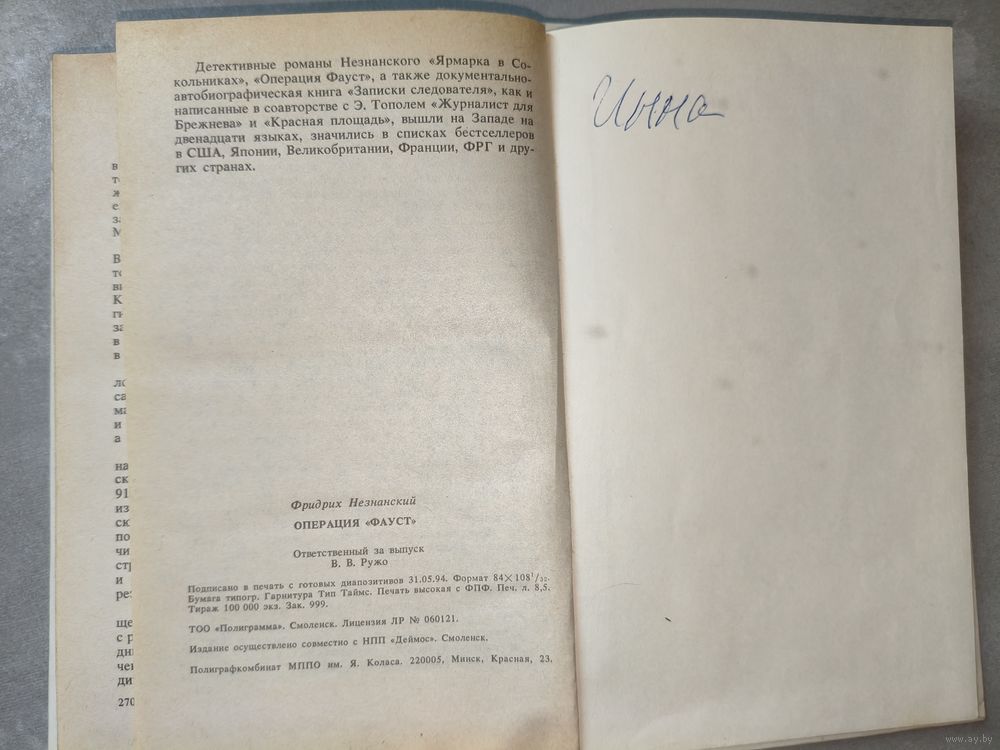 Детективные романы Незнанского «Ярмарка в Со-
кольниках», «Операция Фауст», а также документально-
автобиографическая книга «Записки следователя», как и
написанные в соавторстве с Э. Тополем «Журналист для
Брежнева» и «Красная площадь», вышли на Западе на
двенадцати языках, значились в списках бестселлеров
в США, Японии, Великобритании, Франции, ФРГ и дру-
гих странах.
Фридрих Незнанский
ОПЕРАЦИЯ «ФАУСТ»
Ответственный за выпуск
В. В. Ружо
Подписано в печать с готовых диапозитивов 31.05.94. Формат 84×108¹/₃₂.
Бумага типогр. Гарнитура Тип Таймс. Печать высокая с ФПФ. Печ. л. 8,5.
Тираж 100 000 экз. Зак. 999.
ТОО «Полиграмма». Смоленск. Лицензия ЛР № 060121.
Издание осуществлено совместно с НПП «Деймос». Смоленск.
Полиграфкомбинат МППО им. Я. Коласа. 220005, Минск, Красная, 23.
270
Инна
www.ay.by